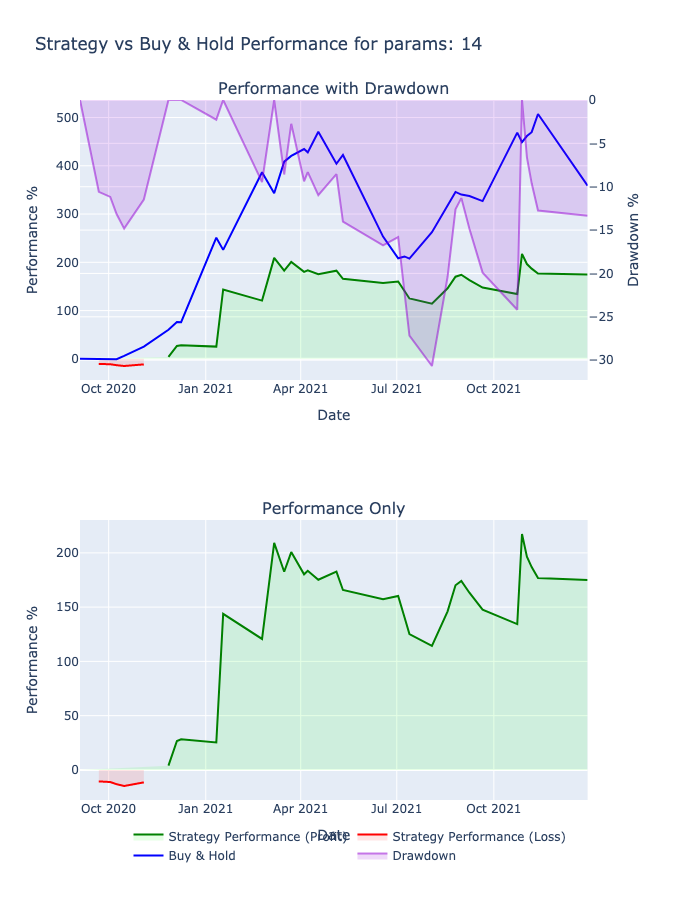 Strategy vs Buy & Hold Performance for params: 14
Performance with Drawdown
500
400
300
200
100
0
Performance %
0
−5
−10
−15
−20
−25
−30
Drawdown %
Oct 2020 Jan 2021 Apr 2021 Jul 2021 Oct 2021
Date
Performance Only
200
150
100
50
0
Performance %
Oct 2020 Jan 2021 Apr 2021 Jul 2021 Oct 2021
Date
Strategy Performance (Profit) Strategy Performance (Loss)
Buy & Hold Drawdown